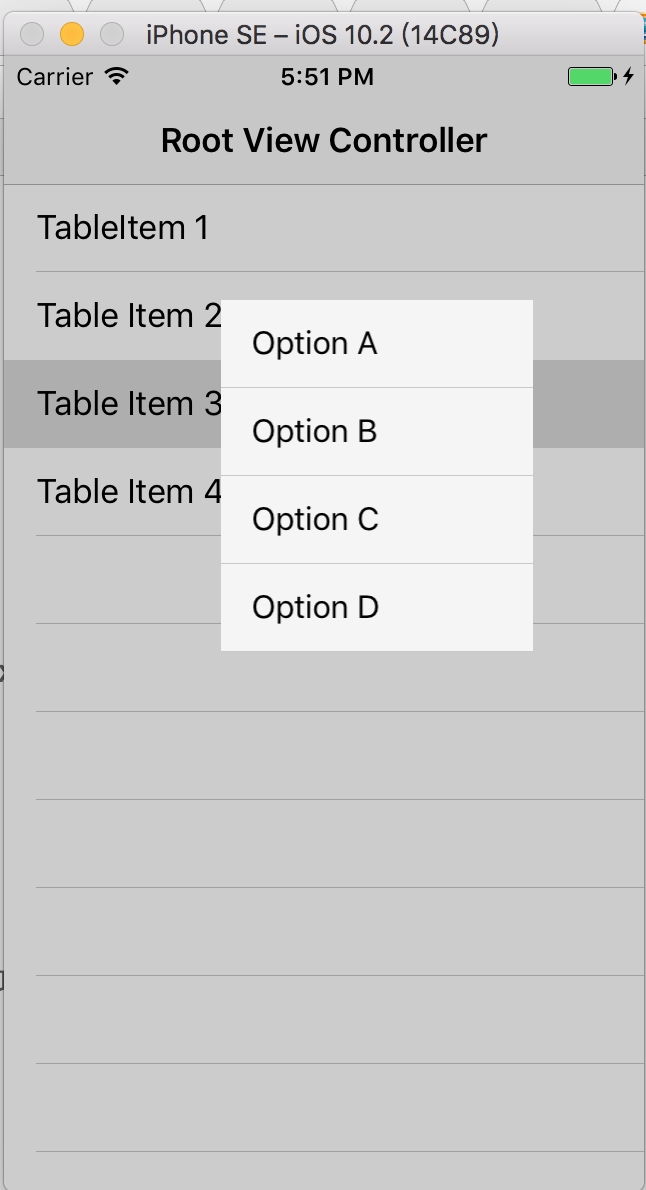 iPhone SE – iOS 10.2 (14C89)
Carrier 5:51 PM
Root View Controller
TableItem 1
Table Item 2
Option A
Table Item 3
Option B
Table Item 4
Option C
Option D